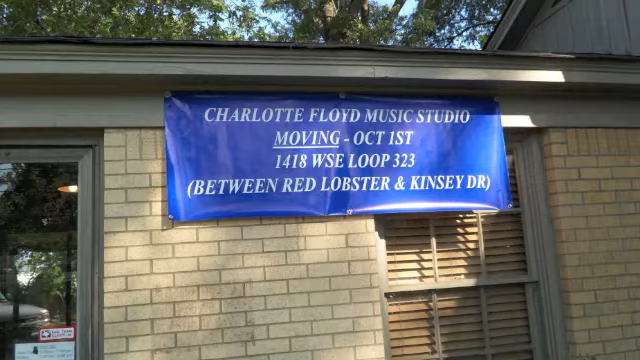 CHARLOTTE FLOYD MUSIC STUDIO
MOVING - OCT 1ST
1418 WSE LOOP 323
(BETWEEN RED LOBSTER & KINSEY DR)